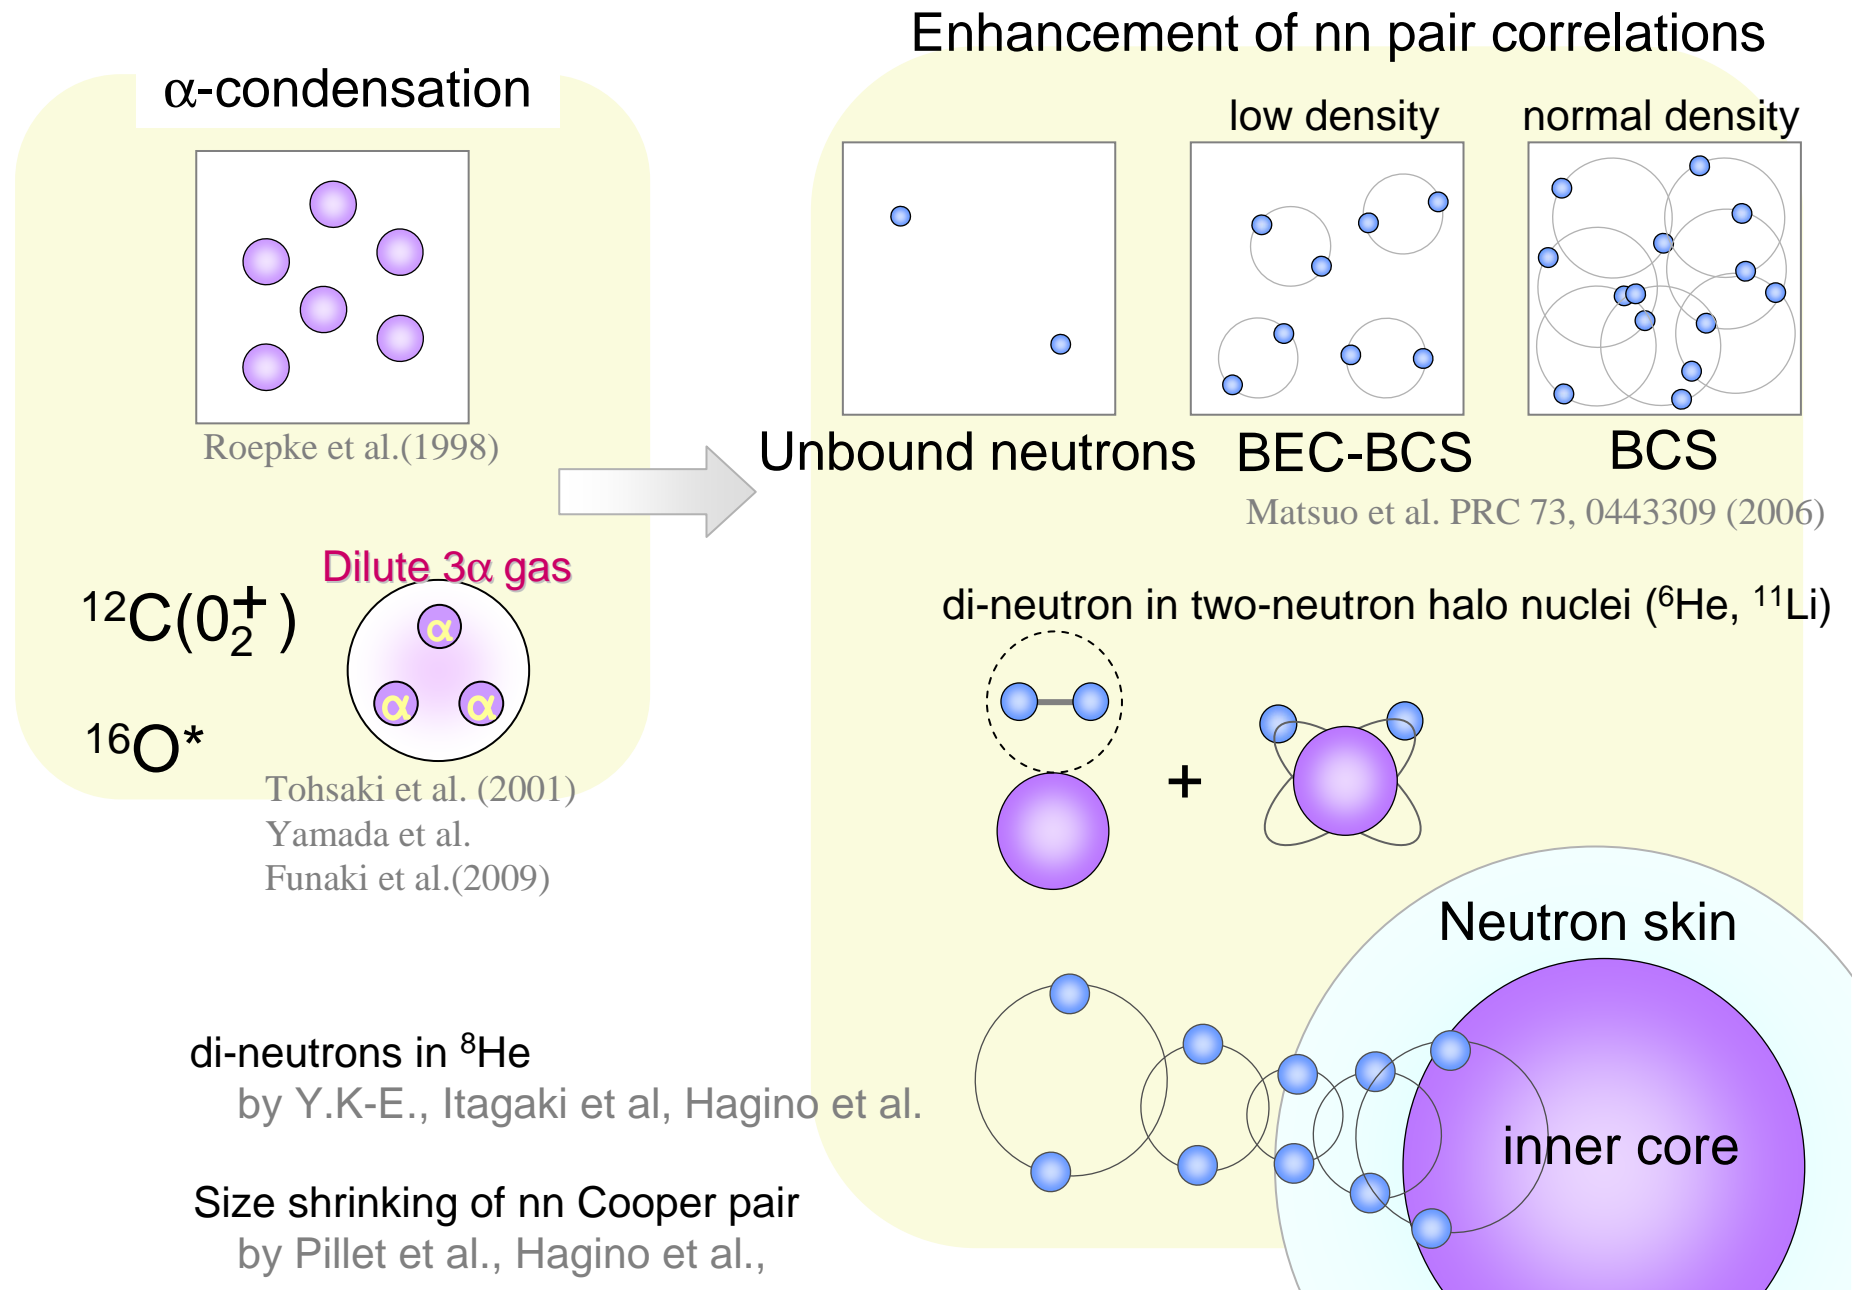 α-condensation
Roepke et al.(1998)
Dilute 3α gas
¹²C(0₂⁺)
α
α α
¹⁶O*
Tohsaki et al. (2001)
Yamada et al.
Funaki et al.(2009)
di-neutrons in ⁸He
by Y.K-E., Itagaki et al, Hagino et al.
Size shrinking of nn Cooper pair
by Pillet et al., Hagino et al.,
Enhancement of nn pair correlations
low density normal density
Unbound neutrons BEC-BCS BCS
Matsuo et al. PRC 73, 0443309 (2006)
di-neutron in two-neutron halo nuclei (⁶He, ¹¹Li)
+
Neutron skin
inner core